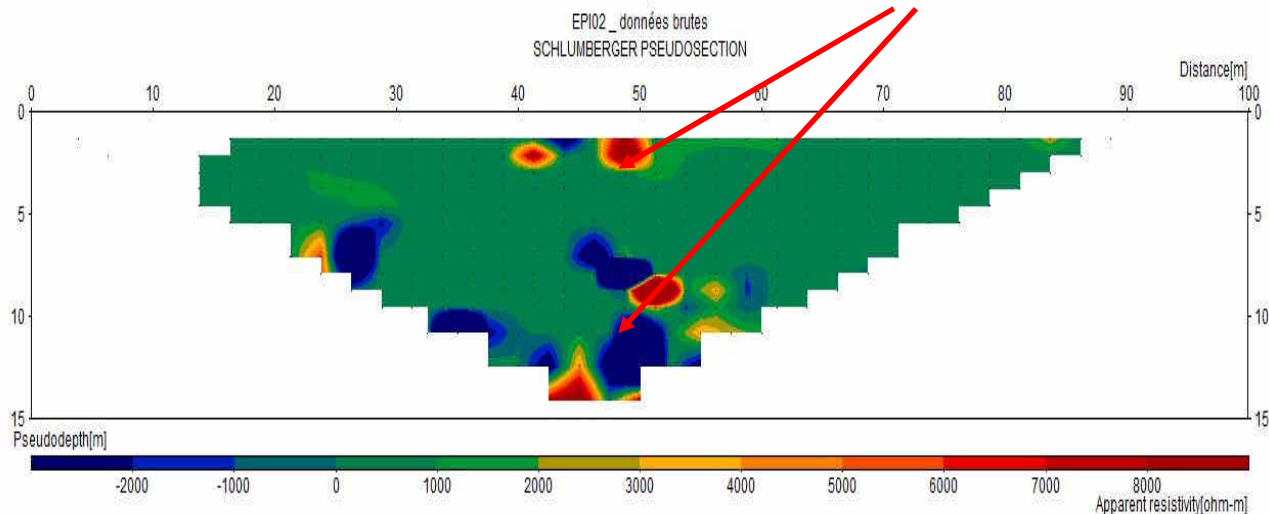 EPI02 _ données brutes
SCHLUMBERGER PSEUDOSECTION
Distance[m]
0 10 20 30 40 50 60 70 80 90 100
0 0
5 5
10 10
15 15
Pseudodepth[m]
-2000 -1000 0 1000 2000 3000 4000 5000 6000 7000 8000
Apparent resistivity[ohm-m]